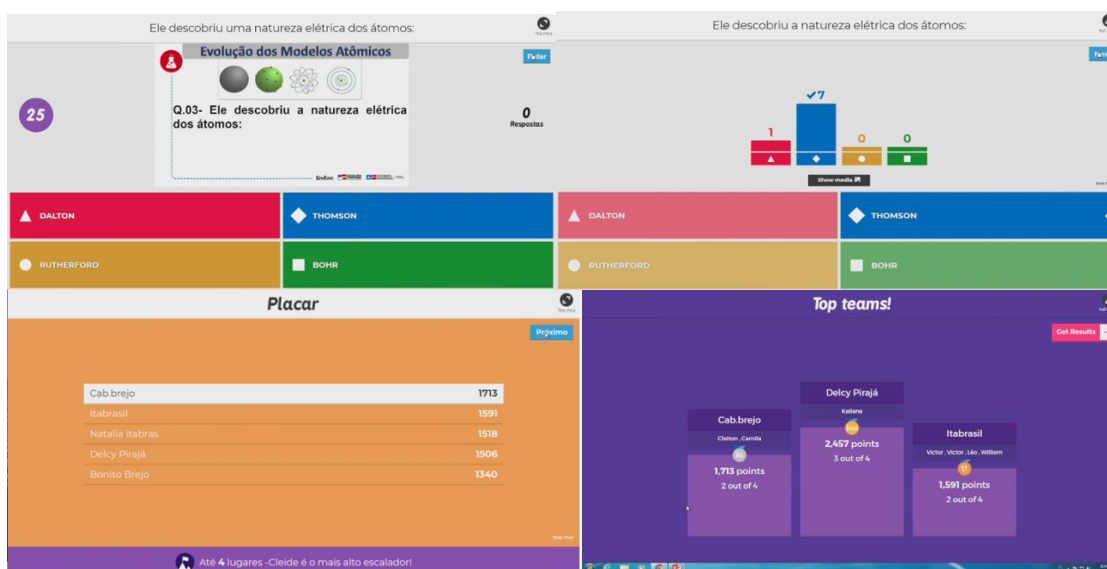 Ele descobriu uma natureza elétrica dos átomos:
Evolução dos Modelos Atômicos
Pular
25
Q.03- Ele descobriu a natureza elétrica
dos átomos:
0
Respostas
DALTON
THOMSON
RUTHERFORD
BOHR
Ele descobriu a natureza elétrica dos átomos:
1
7
0
0
Show media
DALTON
THOMSON
RUTHERFORD
BOHR
Placar
Próximo
Cab.brejo 1713
Itabrasil 1591
Natalia itabras 1518
Delcy Pirajá 1506
Bonito Brejo 1340
Até 4 lugares -Cleide é o mais alto escalador!
Top teams!
Get Results
Delcy Pirajá
Kailane
2,457 points
3 out of 4
Cab.brejo
Cleiton , Camila
1,713 points
2 out of 4
Itabrasil
Victor , Victor , Léo , William
1,591 points
2 out of 4